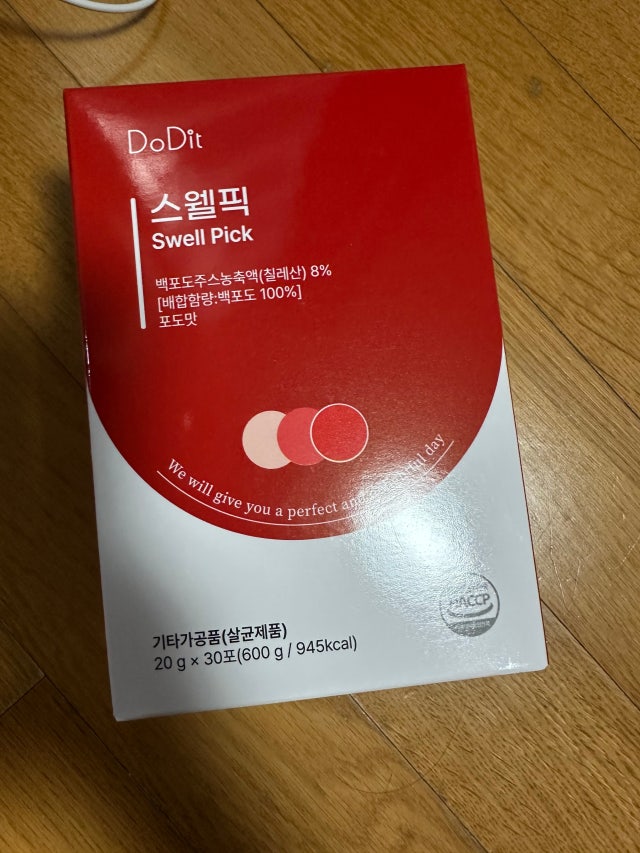 DoDit
스웰픽
Swell Pick
백포도주스농축액(칠레산) 8%
[배합함량:백포도 100%]
포도맛
We will give you a perfect day
HACCP
기타가공품(살균제품)
20 g × 30포(600 g / 945kcal)